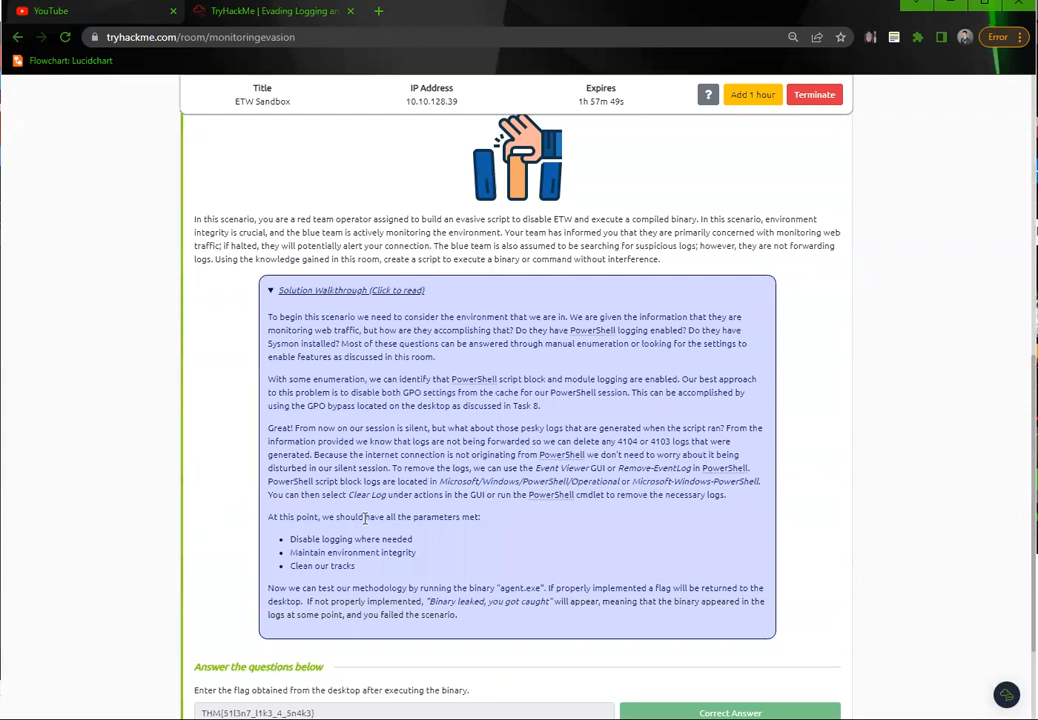 YouTube
TryHackMe | Evading Logging an
tryhackme.com/room/monitoringevasion
Error
Flowchart: Lucidchart
Title
IP Address
Expires
ETW Sandbox
10.10.128.39
1h 57m 49s
?
Add 1 hour
Terminate
In this scenario, you are a red team operator assigned to build an evasive script to disable ETW and execute a compiled binary. In this scenario, environment
integrity is crucial, and the blue team is actively monitoring the environment. Your team has informed you that they are primarily concerned with monitoring web
traffic; if halted, they will potentially alert your connection. The blue team is also assumed to be searching for suspicious logs; however, they are not forwarding
logs. Using the knowledge gained in this room, create a script to execute a binary or command without interference.
Solution Walkthrough (Click to read)
To begin this scenario we need to consider the environment that we are in. We are given the information that they are
monitoring web traffic, but how are they accomplishing that? Do they have PowerShell logging enabled? Do they have
Sysmon installed? Most of these questions can be answered through manual enumeration or looking for the settings to
enable features as discussed in this room.
With some enumeration, we can identify that PowerShell script block and module logging are enabled. Our best approach
to this problem is to disable both GPO settings from the cache for our PowerShell session. This can be accomplished by
using the GPO bypass located on the desktop as discussed in Task 8.
Great! From now on our session is silent, but what about those pesky logs that are generated when the script ran? From the
information provided we know that logs are not being forwarded so we can delete any 4104 or 4103 logs that were
generated. Because the internet connection is not originating from PowerShell we don't need to worry about it being
disturbed in our silent session. To remove the logs, we can use the Event Viewer GUI or Remove-EventLog in PowerShell.
PowerShell script block logs are located in Microsoft/Windows/PowerShell/Operational or Microsoft-Windows-PowerShell.
You can then select Clear Log under actions in the GUI or run the PowerShell cmdlet to remove the necessary logs.
At this point, we should have all the parameters met:
• Disable logging where needed
• Maintain environment integrity
• Clean our tracks
Now we can test our methodology by running the binary "agent.exe". If properly implemented a flag will be returned to the
desktop. If not properly implemented, "Binary leaked, you got caught" will appear, meaning that the binary appeared in the
logs at some point, and you failed the scenario.
Answer the questions below
Enter the flag obtained from the desktop after executing the binary.
THM{51l3n7_l1k3_4_5n4k3}
Correct Answer